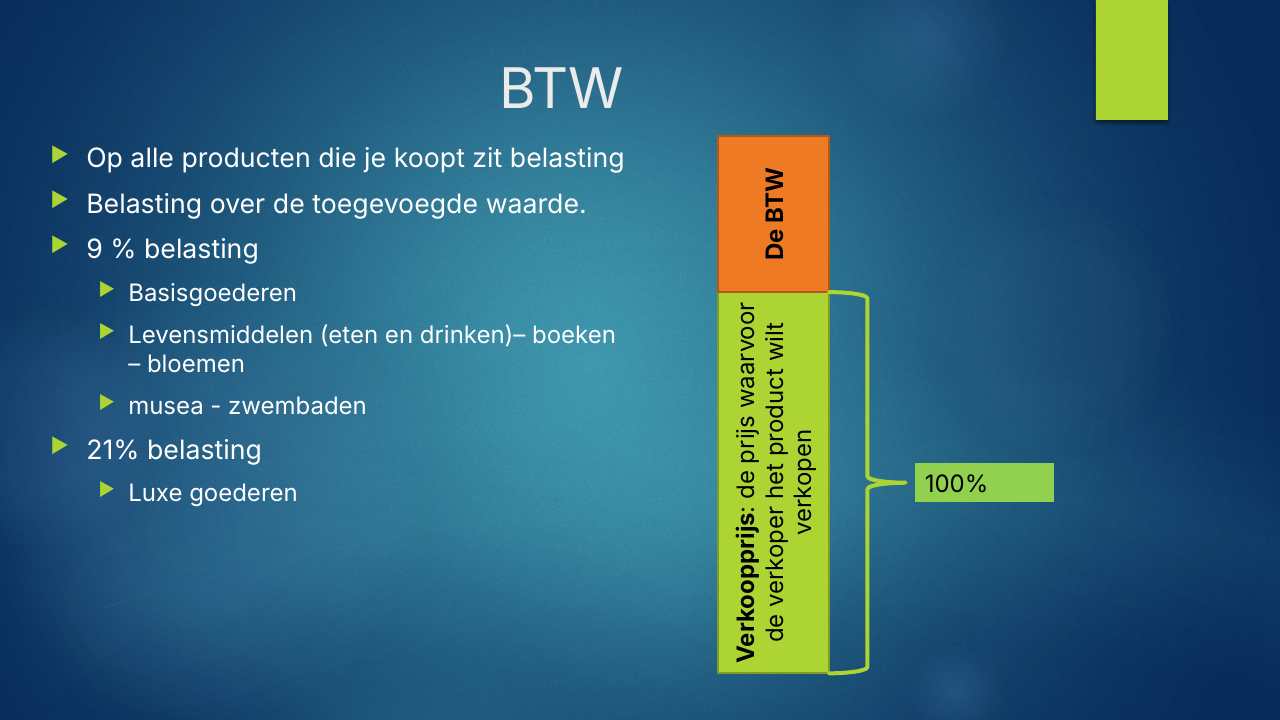 BTW
Op alle producten die je koopt zit belasting
Belasting over de toegevoegde waarde.
9 % belasting
Basisgoederen
Levensmiddelen (eten en drinken)– boeken
– bloemen
musea - zwembaden
21% belasting
Luxe goederen
De BTW
Verkoopprijs: de prijs waarvoor
de verkoper het product wilt
verkopen
100%